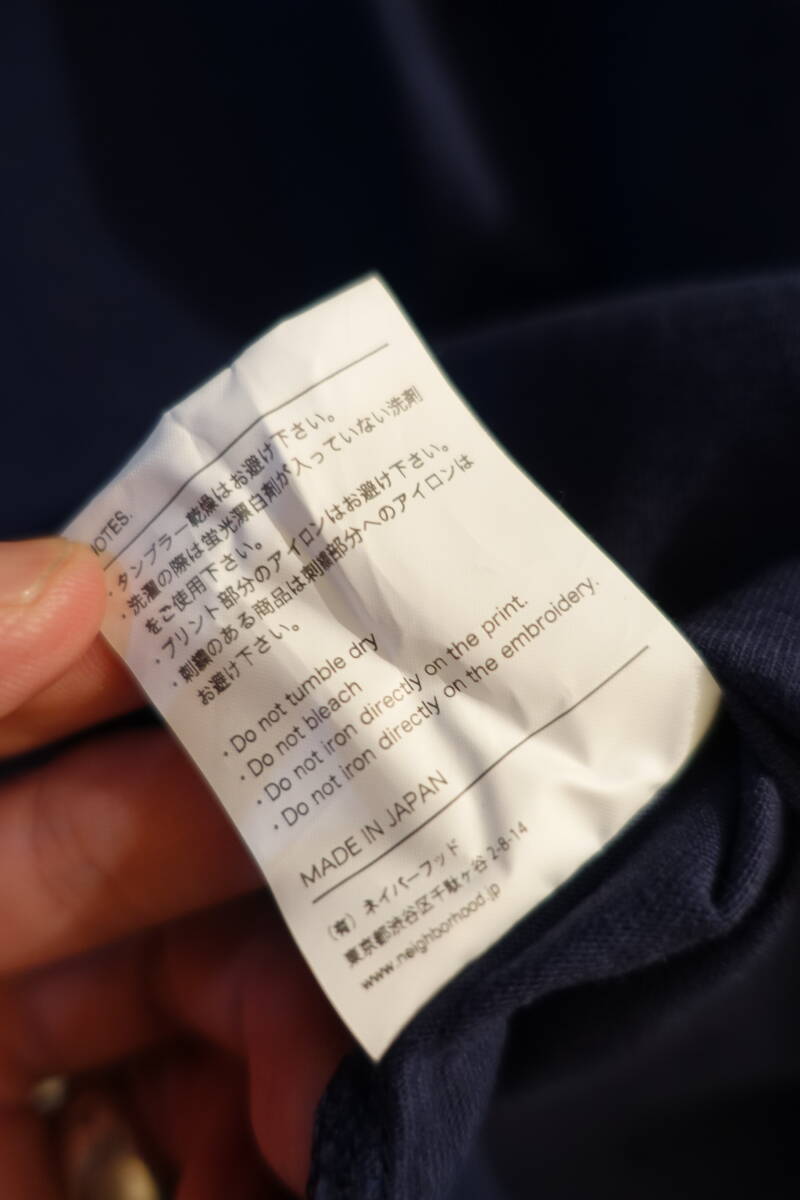 NOTES.
・タンブラー乾燥はお避け下さい。
・洗濯の際は蛍光漂白剤が入っていない洗剤
をご使用下さい。
・プリント部分のアイロンはお避け下さい。
・刺繍のある商品は刺繍部分へのアイロンは
お避け下さい。
・Do not tumble dry
・Do not bleach
・Do not iron directly on the print.
・Do not iron directly on the embroidery.
MADE IN JAPAN
(有) ネイバーフッド
東京都渋谷区千駄ヶ谷 2-8-14
www.neighborhood.jp